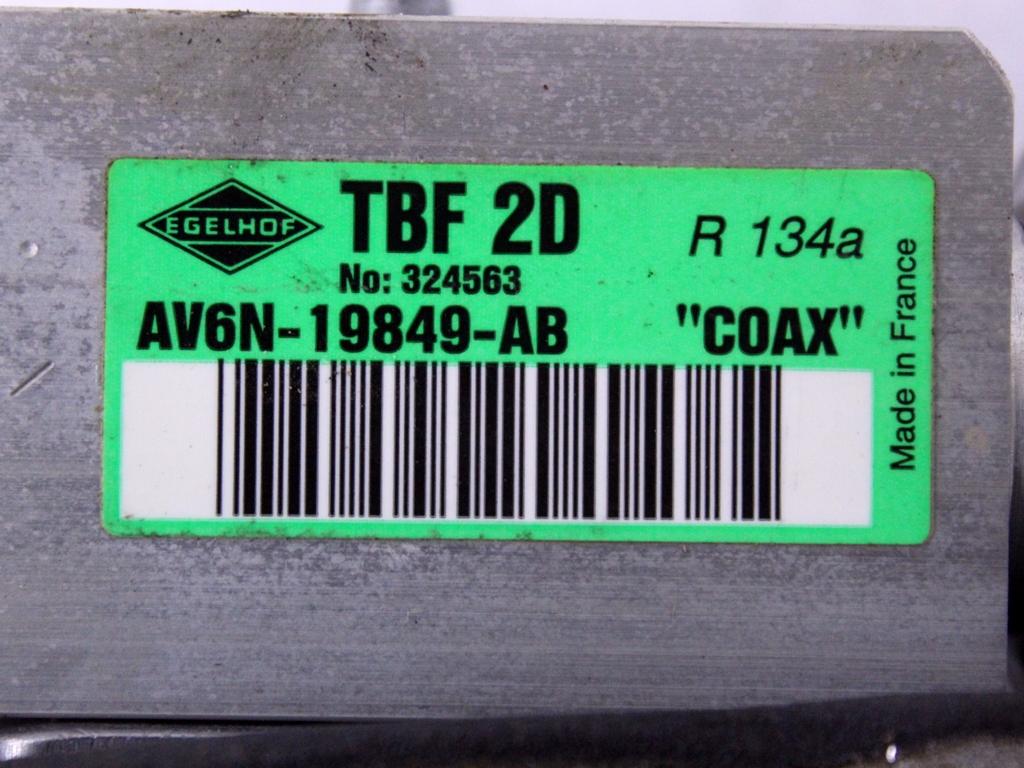 EGELHOF
TBF 2D
R 134a
No: 324563
AV6N-19849-AB
"COAX"
Made in France